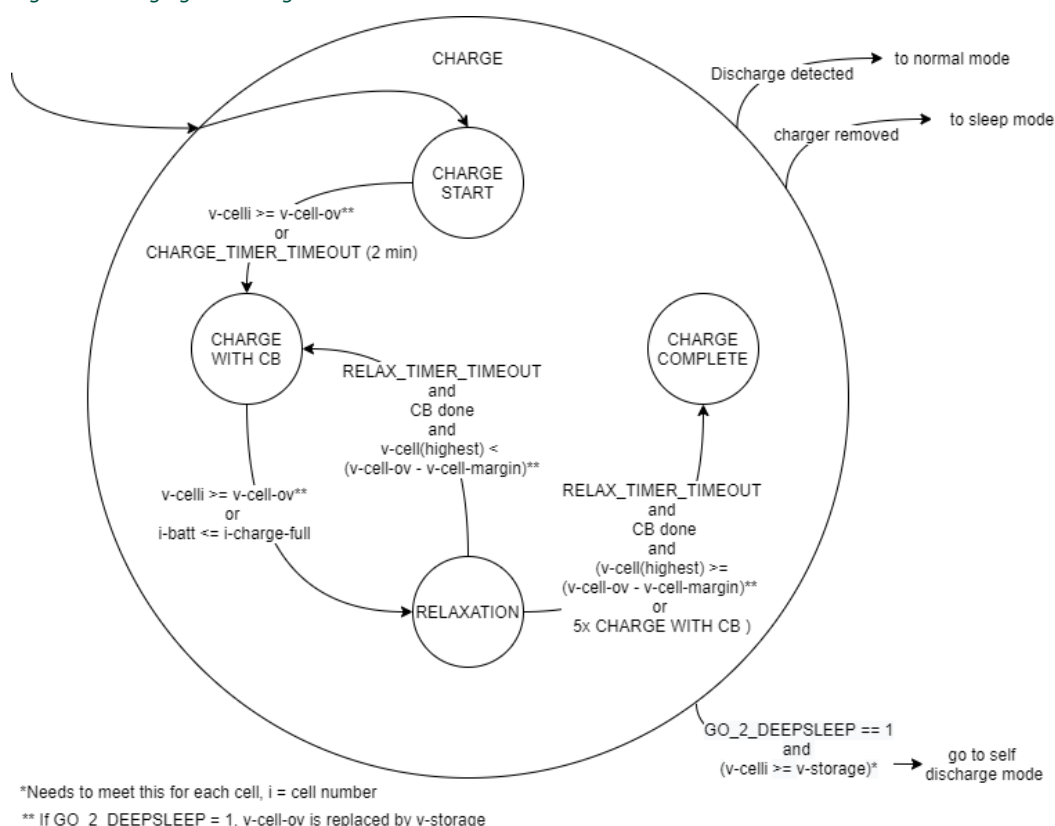 CHARGE
Discharge detected
to normal mode
charger removed
to sleep mode
CHARGE
START
v-celli >= v-cell-ov**
or
CHARGE_TIMER_TIMEOUT (2 min)
CHARGE
WITH CB
CHARGE
COMPLETE
RELAX_TIMER_TIMEOUT
and
CB done
and
v-cell(highest) <
(v-cell-ov - v-cell-margin)**
v-celli >= v-cell-ov**
or
i-batt <= i-charge-full
RELAX_TIMER_TIMEOUT
and
CB done
and
(v-cell(highest) >=
(v-cell-ov - v-cell-margin)**
or
5x CHARGE WITH CB )
RELAXATION
GO_2_DEEPSLEEP == 1
and
(v-celli >= v-storage)*
go to self
discharge mode
*Needs to meet this for each cell, i = cell number
** If GO_2_DEEPSLEEP = 1, v-cell-ov is replaced by v-storage